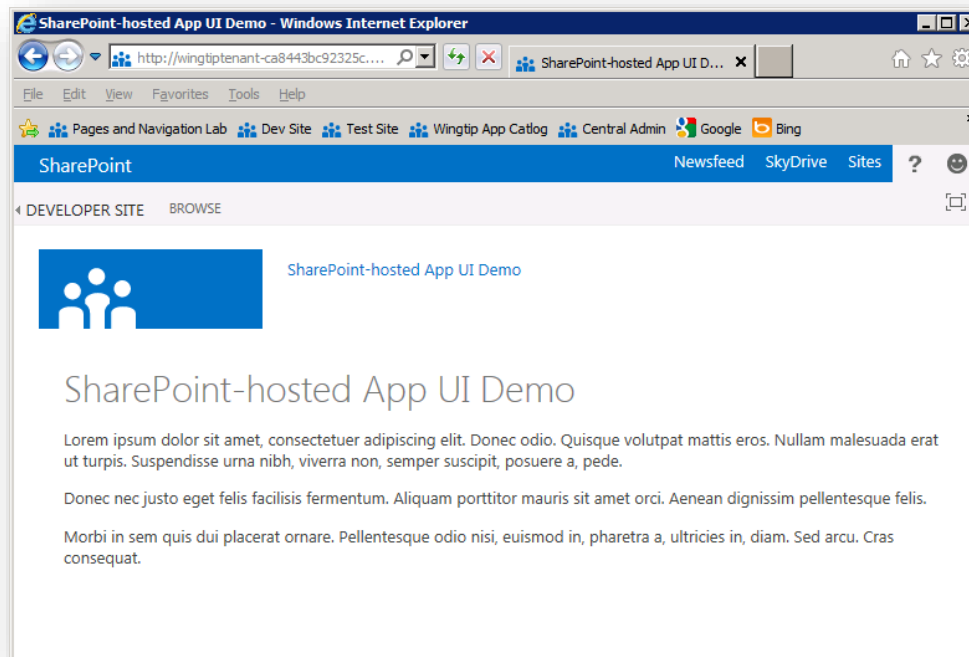 SharePoint-hosted App UI Demo - Windows Internet Explorer
http://wingtiptenant-ca8443bc92325c....
SharePoint-hosted App UI D...
File Edit View Favorites Tools Help
Pages and Navigation Lab Dev Site Test Site Wingtip App Catlog Central Admin Google Bing
SharePoint Newsfeed SkyDrive Sites ?
DEVELOPER SITE BROWSE
SharePoint-hosted App UI Demo
SharePoint-hosted App UI Demo
Lorem ipsum dolor sit amet, consectetuer adipiscing elit. Donec odio. Quisque volutpat mattis eros. Nullam malesuada erat
ut turpis. Suspendisse urna nibh, viverra non, semper suscipit, posuere a, pede.
Donec nec justo eget felis facilisis fermentum. Aliquam porttitor mauris sit amet orci. Aenean dignissim pellentesque felis.
Morbi in sem quis dui placerat ornare. Pellentesque odio nisi, euismod in, pharetra a, ultricies in, diam. Sed arcu. Cras
consequat.